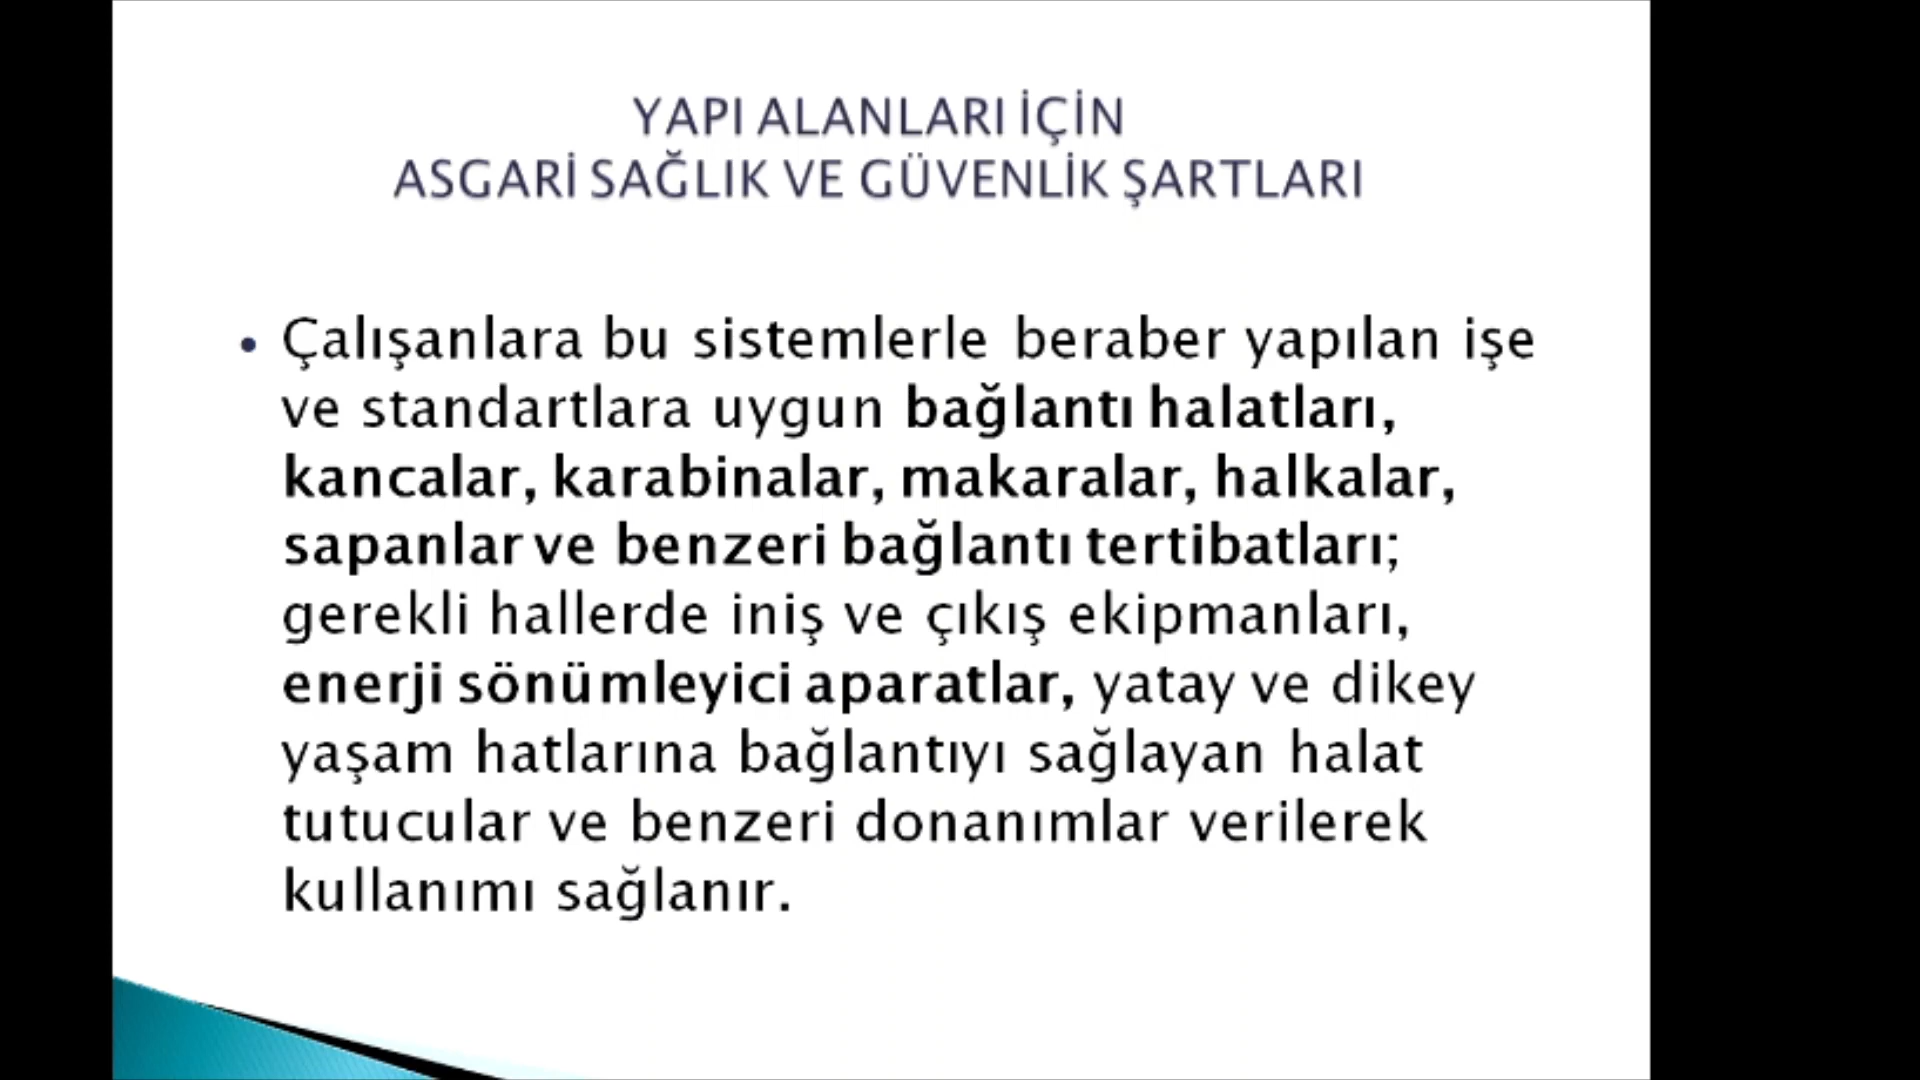 YAPI ALANLARI İÇİN
ASGARİ SAĞLIK VE GÜVENLİK ŞARTLARI
• Çalışanlara bu sistemlerle beraber yapılan işe
ve standartlara uygun bağlantı halatları,
kancalar, karabinalar, makaralar, halkalar,
sapanlar ve benzeri bağlantı tertibatları;
gerekli hallerde iniş ve çıkış ekipmanları,
enerji sönümleyici aparatlar, yatay ve dikey
yaşam hatlarına bağlantıyı sağlayan halat
tutucular ve benzeri donanımlar verilerek
kullanımı sağlanır.